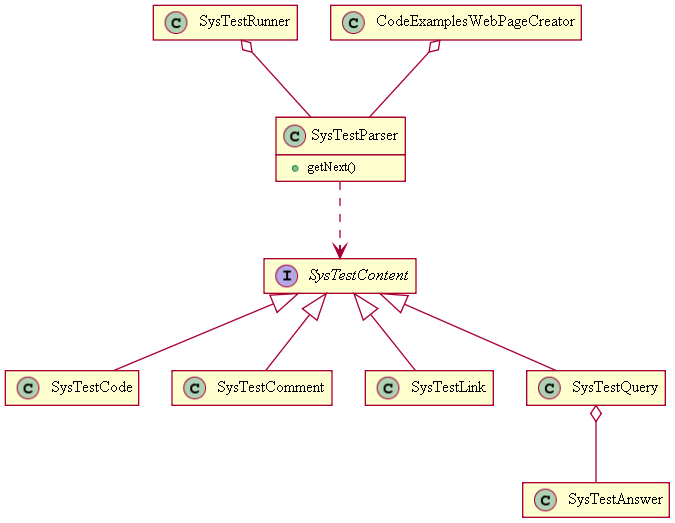 C SysTestRunner
C CodeExamplesWebPageCreator
C SysTestParser
getNext()
I SysTestContent
C SysTestCode
C SysTestComment
C SysTestLink
C SysTestQuery
C SysTestAnswer